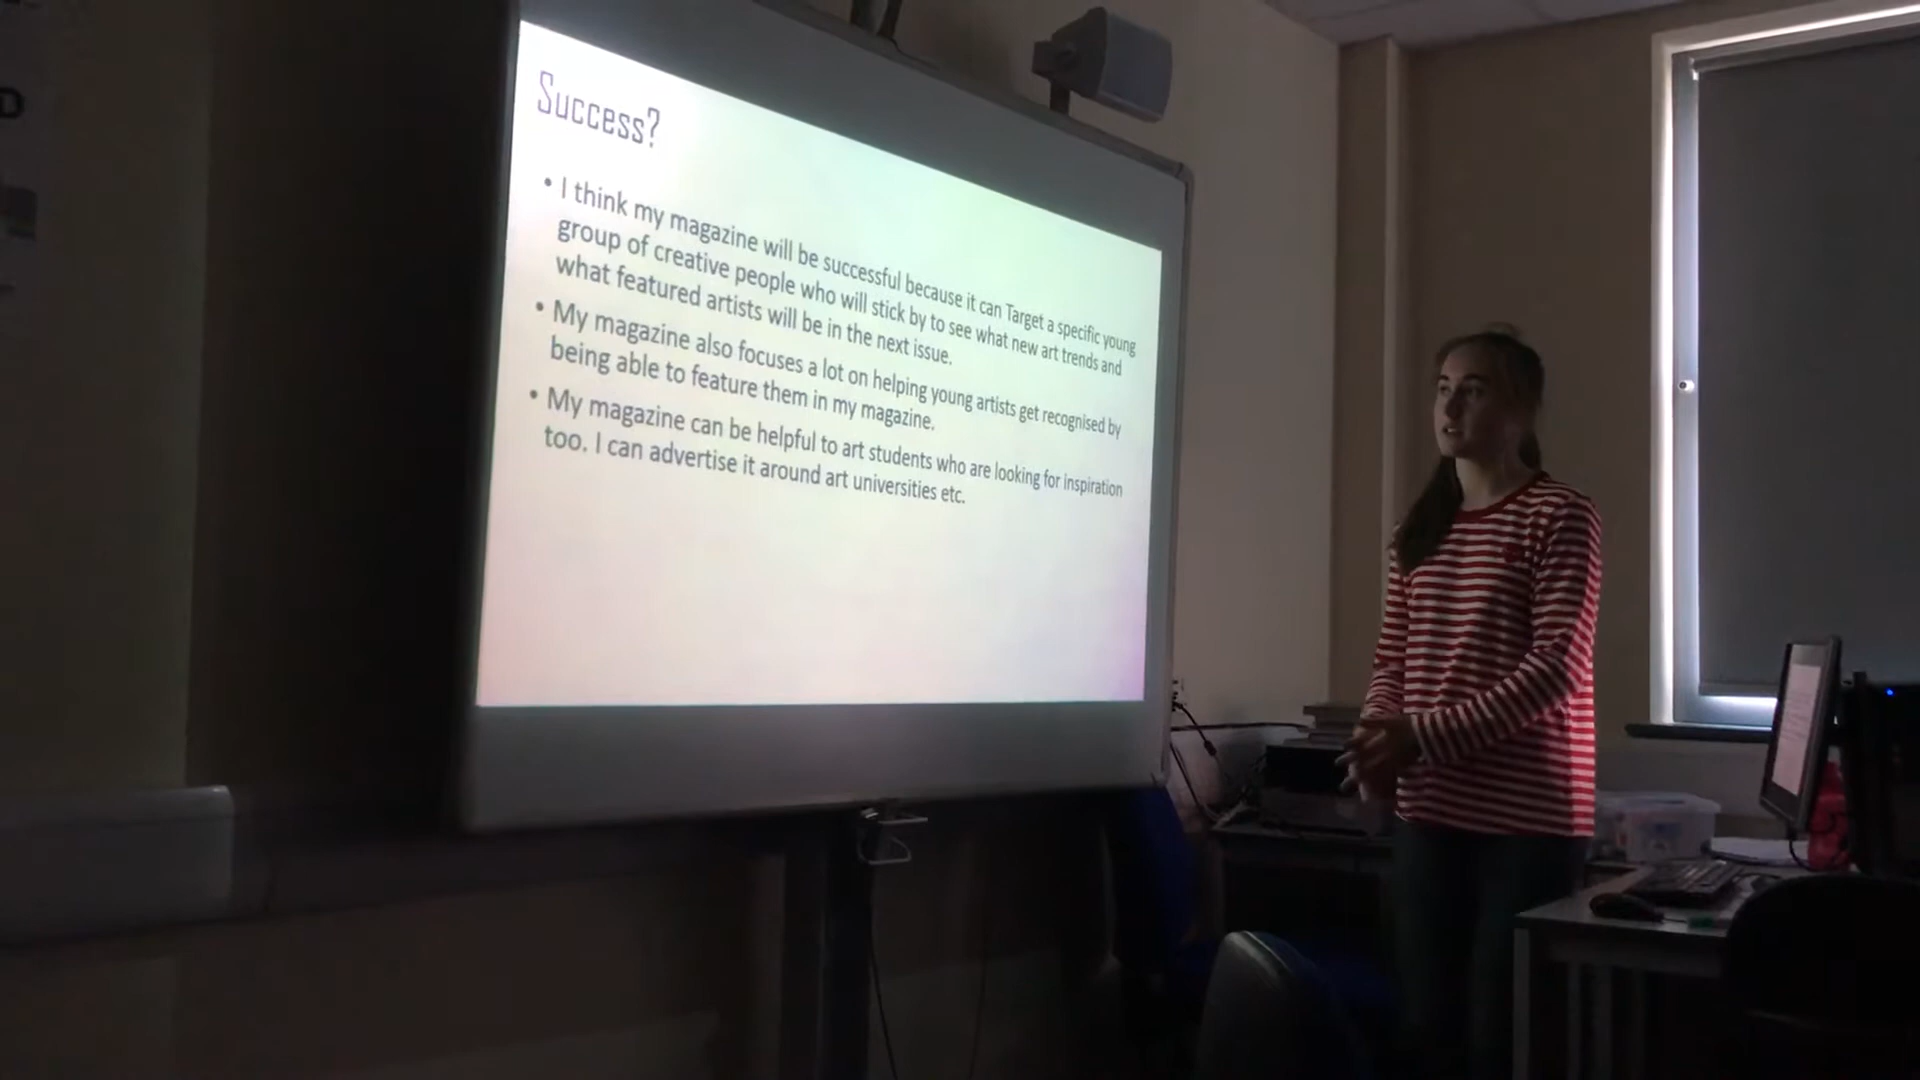 Success?
• I think my magazine will be successful because it can Target a specific young
group of creative people who will stick by to see what new art trends and
what featured artists will be in the next issue.
• My magazine also focuses a lot on helping young artists get recognised by
being able to feature them in my magazine.
• My magazine can be helpful to art students who are looking for inspiration
too. I can advertise it around art universities etc.
D